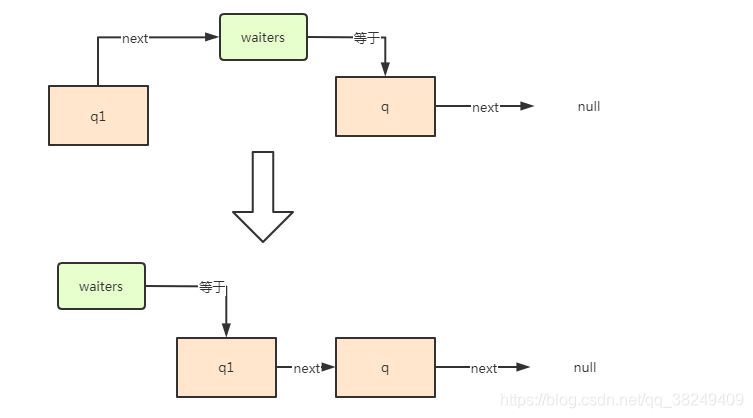 next
waiters
等于
q1
q
next
null
waiters
等于
q1
next
q
next
null
https://blog.csdn.net/qq_38249409